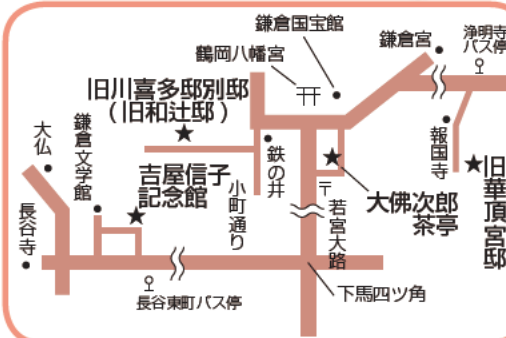 鎌倉国宝館
鶴岡八幡宮
鎌倉宮
浄明寺
バス停
旧川喜多邸別邸
（旧和辻邸）
大仏
鎌倉文学館
吉屋信子
記念館
鉄の井
小町通り
〒
若宮大路
大佛次郎
茶亭
報国寺
旧華頂宮邸
長谷寺
長谷東町バス停
下馬四ツ角